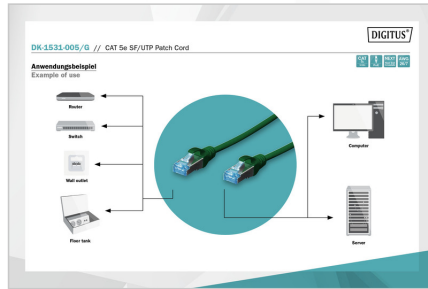 DIGITUS®
DK-1531-005/G // CAT 5e SF/UTP Patch Cord
Anwendungsbeispiel
Example of use
Router
Switch
Wall outlet
Floor tank
Computer
Server